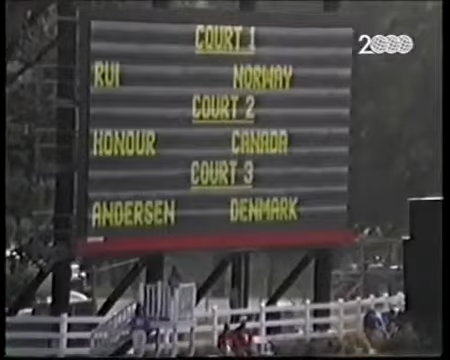 2000
COURT 1
RUI NORWAY
COURT 2
HONOUR CANADA
COURT 3
ANDERSEN DENMARK